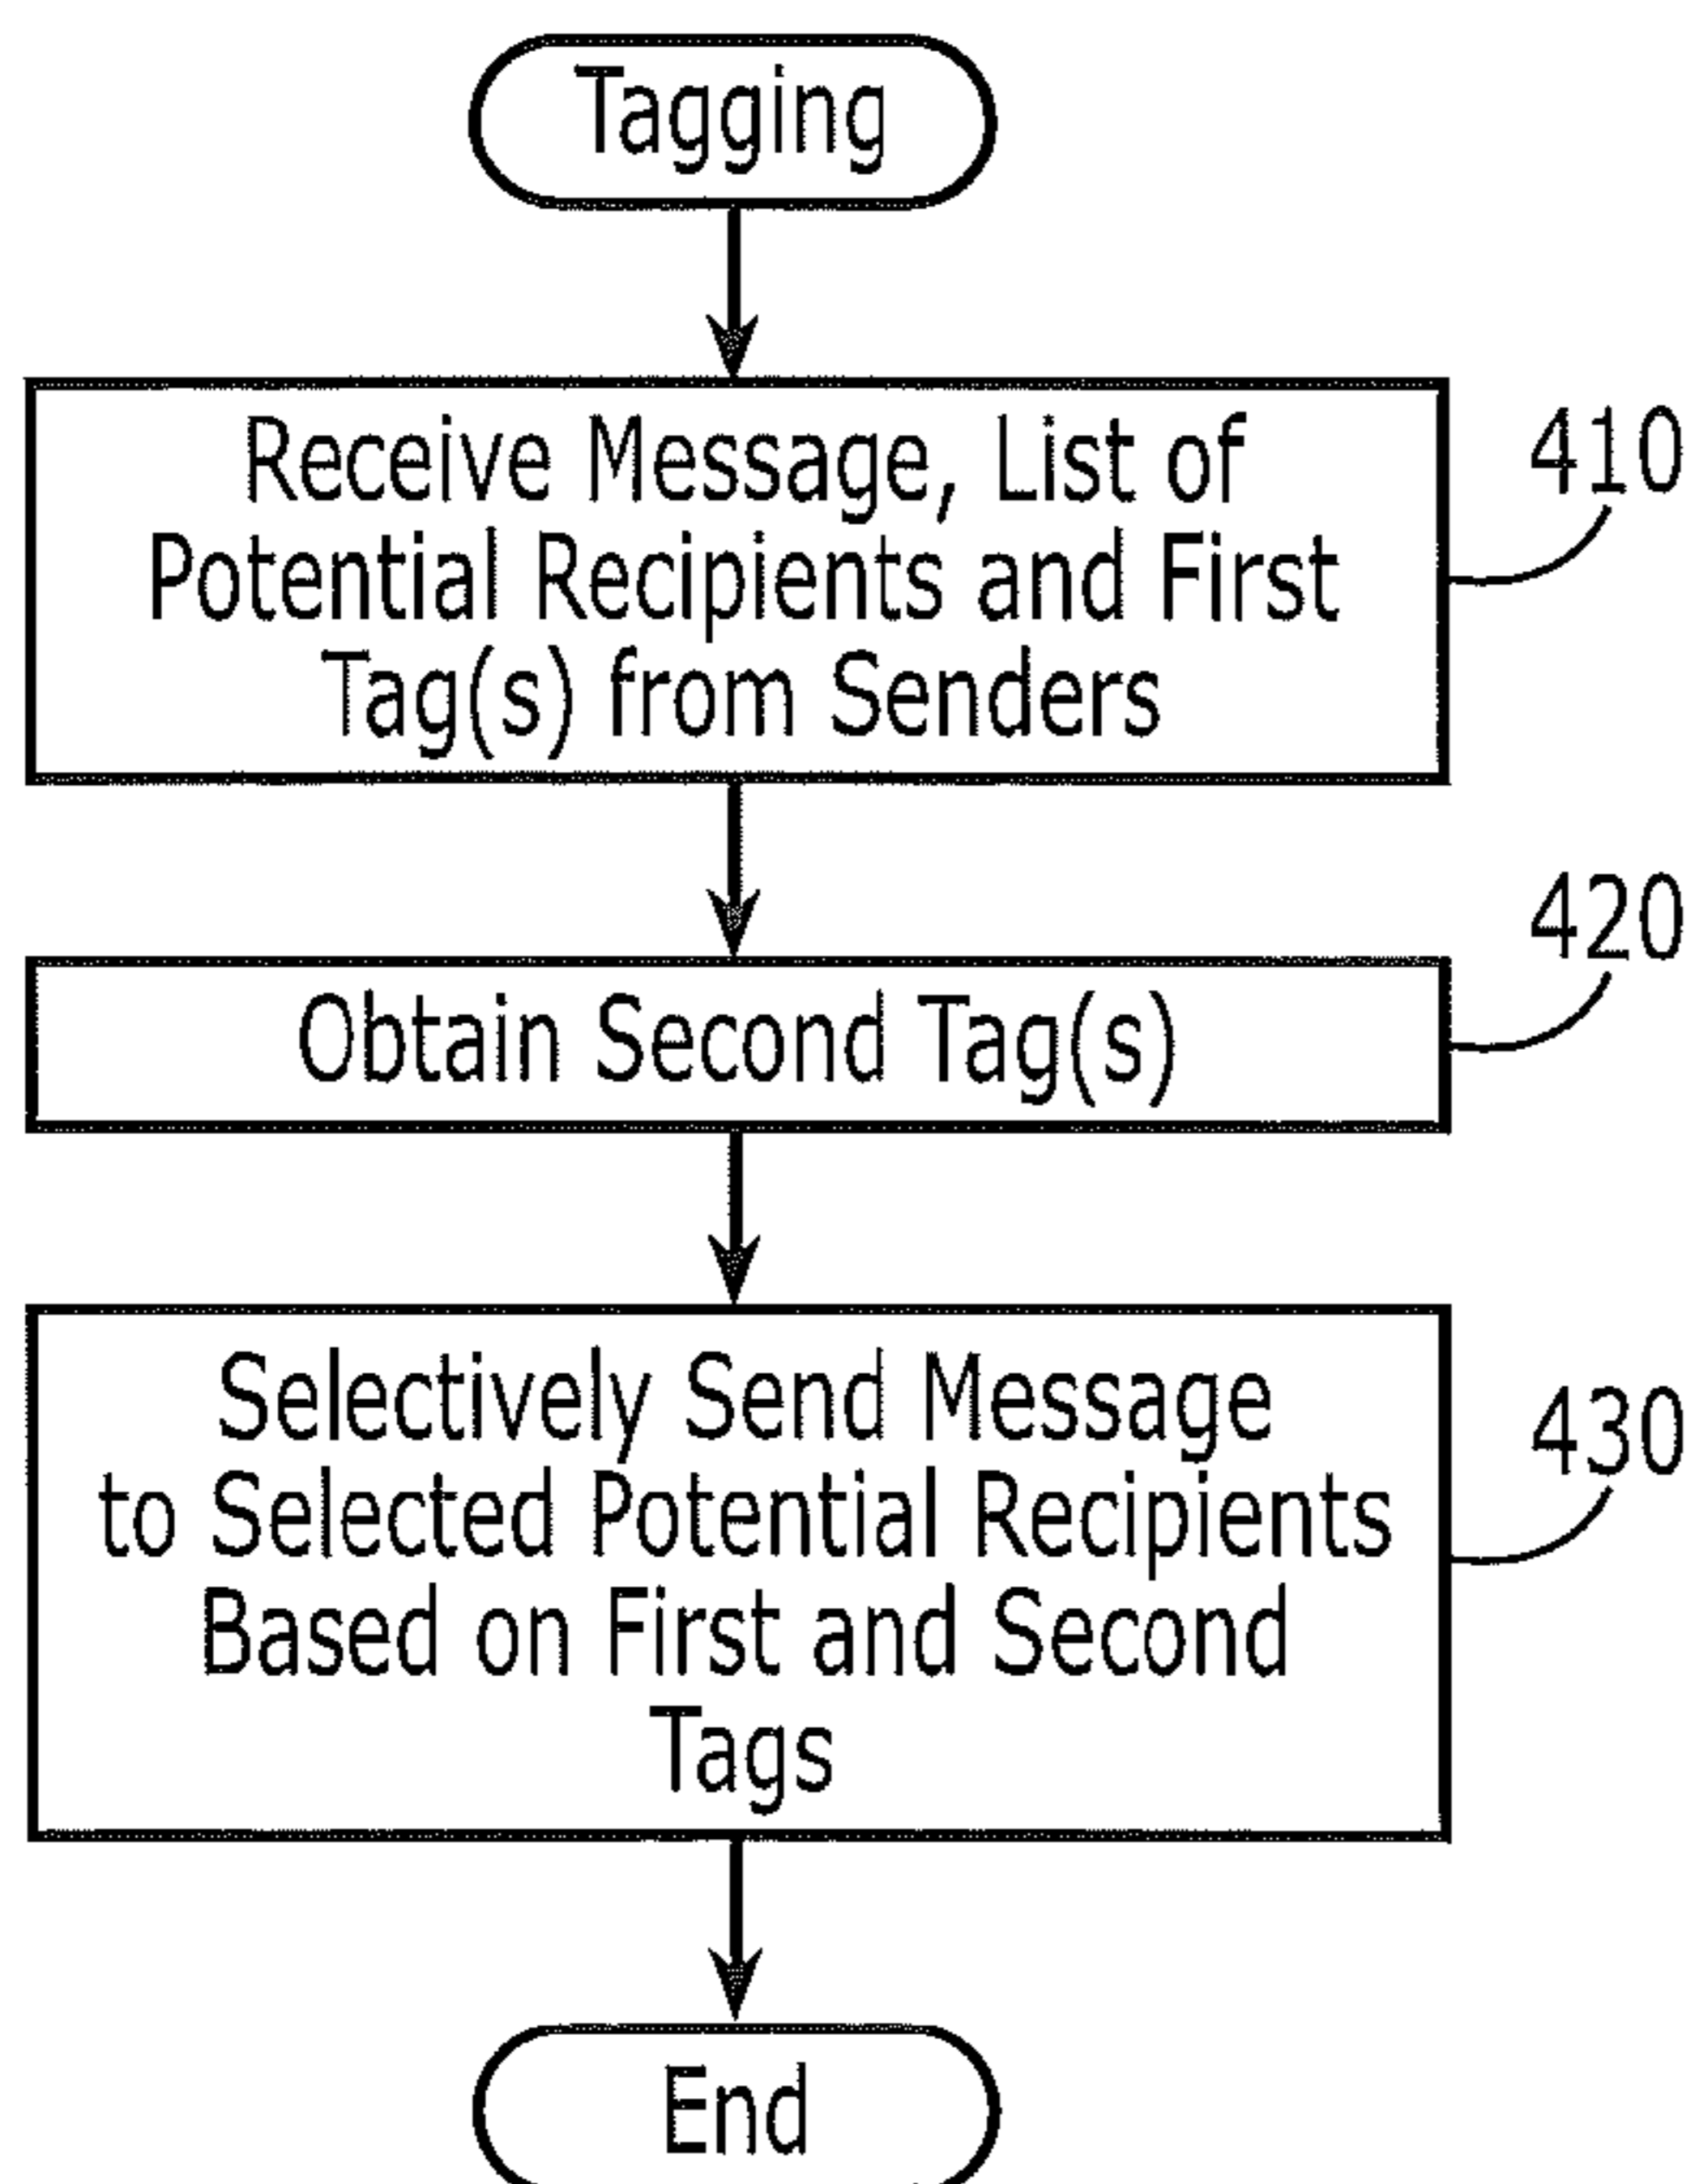 Tagging
Receive Message, List of
Potential Recipients and First
Tag(s) from Senders
410
Obtain Second Tag(s)
420
Selectively Send Message
to Selected Potential Recipients
Based on First and Second
Tags
430
End